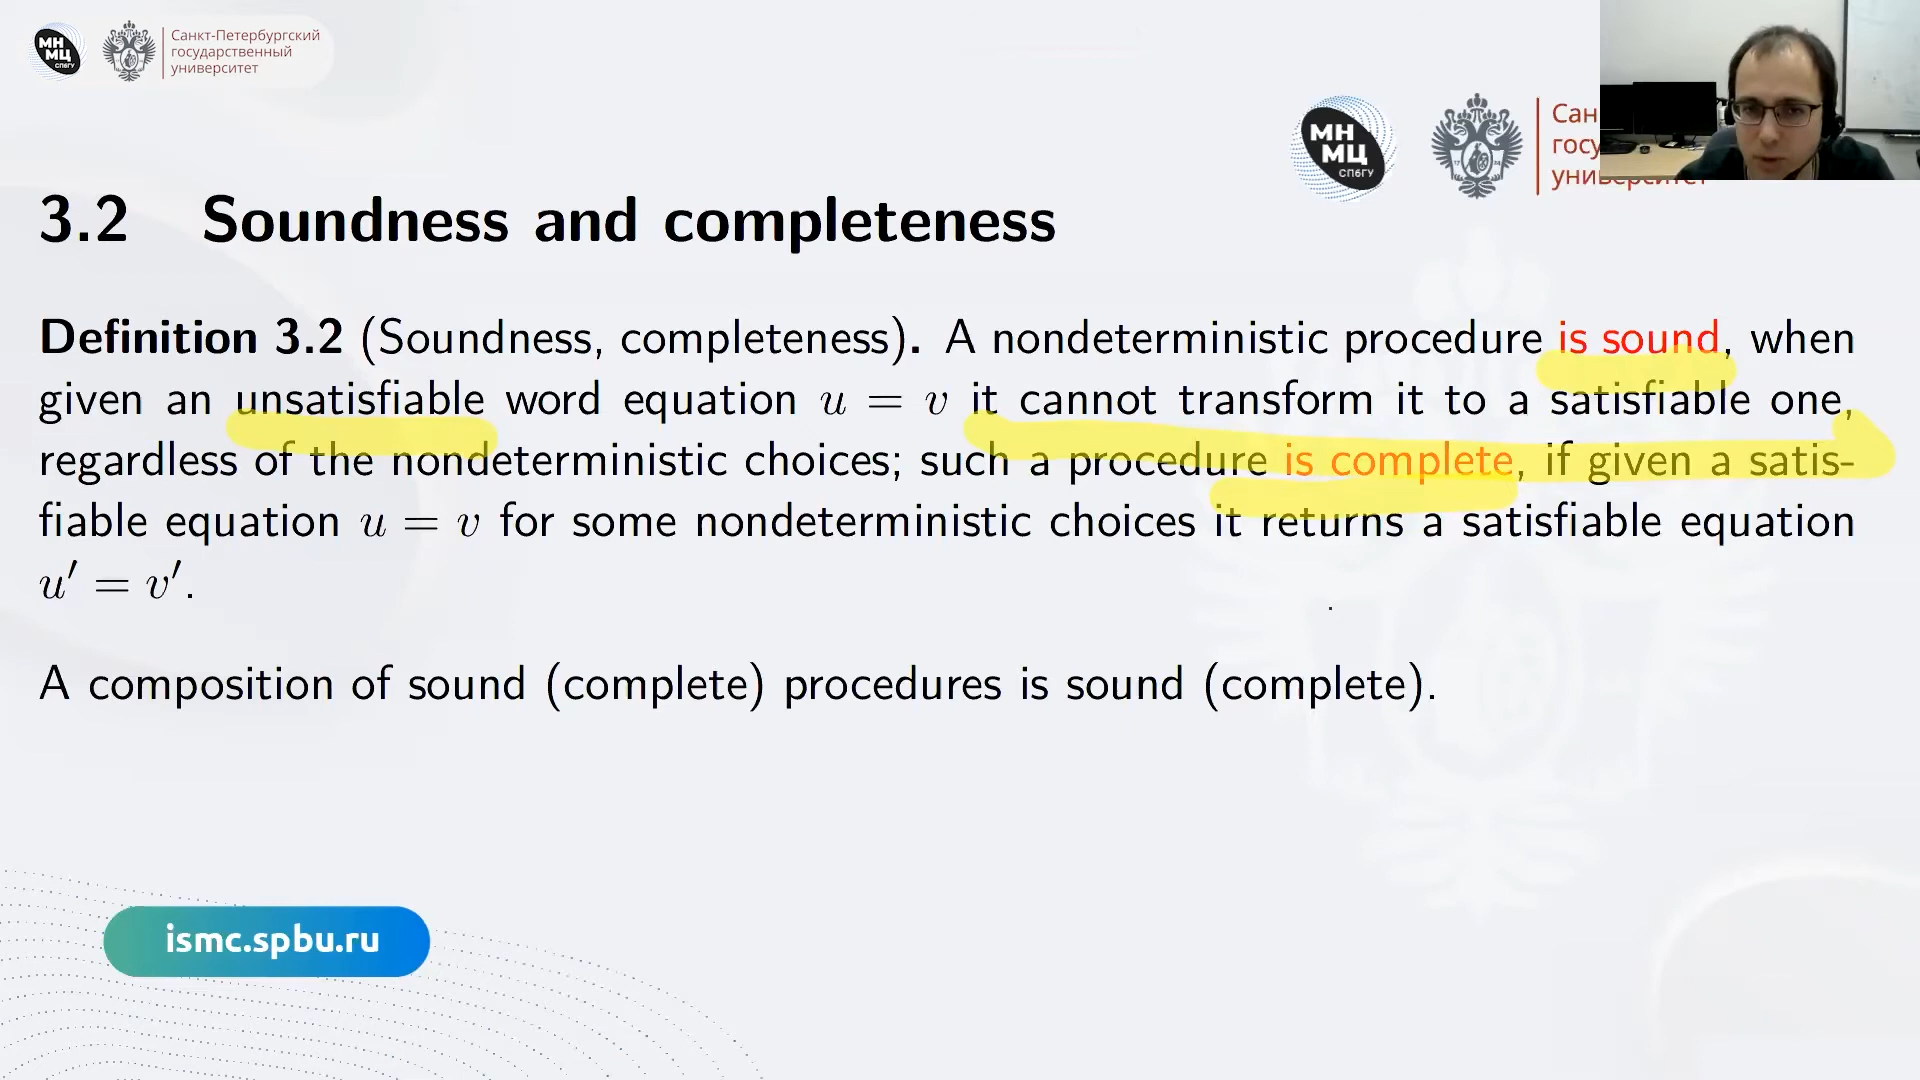 МН
МЦ
СПбГУ
Санкт-Петербургский
государственный
университет
МН
МЦ
СПбГУ
3.2 Soundness and completeness
Definition 3.2 (Soundness, completeness). A nondeterministic procedure is sound, when
given an unsatisfiable word equation u = v it cannot transform it to a satisfiable one,
regardless of the nondeterministic choices; such a procedure is complete, if given a satis-
fiable equation u = v for some nondeterministic choices it returns a satisfiable equation
u′ = v′.
A composition of sound (complete) procedures is sound (complete).
ismc.spbu.ru